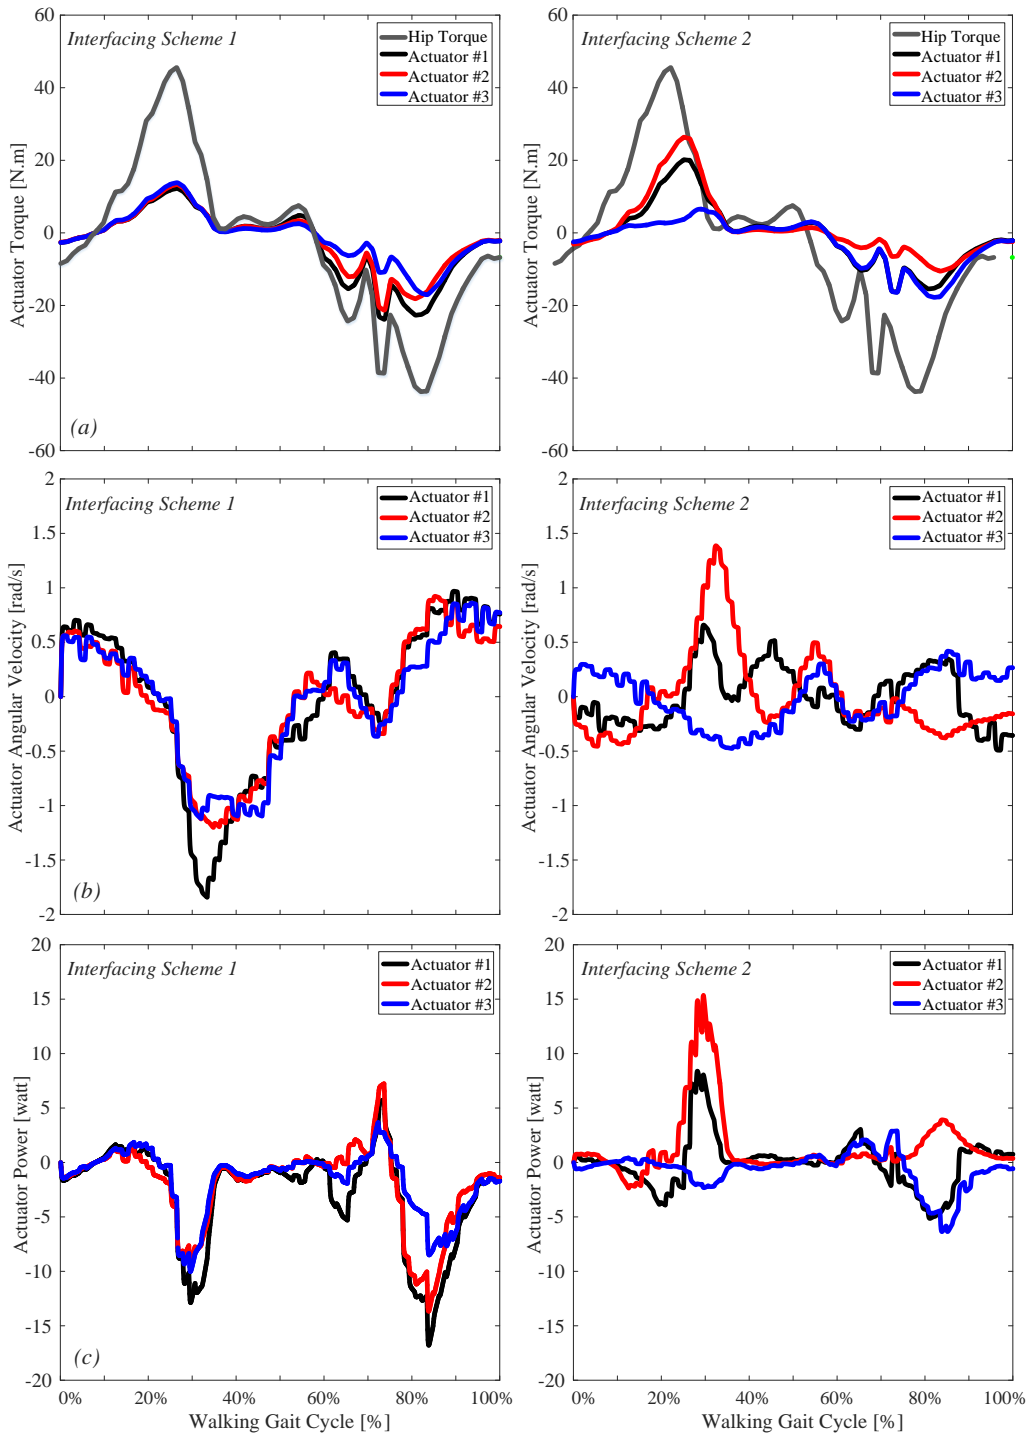 Interfacing Scheme 1
Hip Torque
Actuator #1
Actuator #2
Actuator #3
60
40
20
0
-20
-40
-60
Actuator Torque [N.m]
(a)
Interfacing Scheme 2
Hip Torque
Actuator #1
Actuator #2
Actuator #3
60
40
20
0
-20
-40
-60
Actuator Torque [N.m]
Interfacing Scheme 1
Actuator #1
Actuator #2
Actuator #3
2
1.5
1
0.5
0
-0.5
-1
-1.5
-2
Actuator Angular Velocity [rad/s]
(b)
Interfacing Scheme 2
Actuator #1
Actuator #2
Actuator #3
2
1.5
1
0.5
0
-0.5
-1
-1.5
-2
Actuator Angular Velocity [rad/s]
Interfacing Scheme 1
Actuator #1
Actuator #2
Actuator #3
20
15
10
5
0
-5
-10
-15
-20
Actuator Power [watt]
(c)
0% 20% 40% 60% 80% 100%
Walking Gait Cycle [%]
Interfacing Scheme 2
Actuator #1
Actuator #2
Actuator #3
20
15
10
5
0
-5
-10
-15
-20
Actuator Power [watt]
0% 20% 40% 60% 80% 100%
Walking Gait Cycle [%]